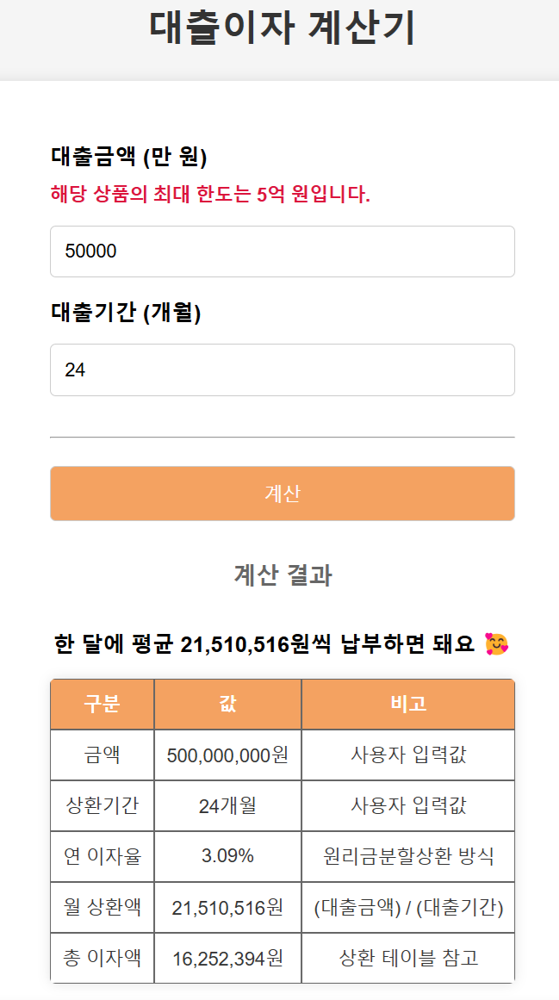 대출이자 계산기
대출금액 (만 원)
해당 상품의 최대 한도는 5억 원입니다.
50000
대출기간 (개월)
24
계산
계산 결과
한 달에 평균 21,510,516원씩 납부하면 돼요 🥰
구분 값 비고
금액 500,000,000원 사용자 입력값
상환기간 24개월 사용자 입력값
연 이자율 3.09% 원리금분할상환 방식
월 상환액 21,510,516원 (대출금액) / (대출기간)
총 이자액 16,252,394원 상환 테이블 참고